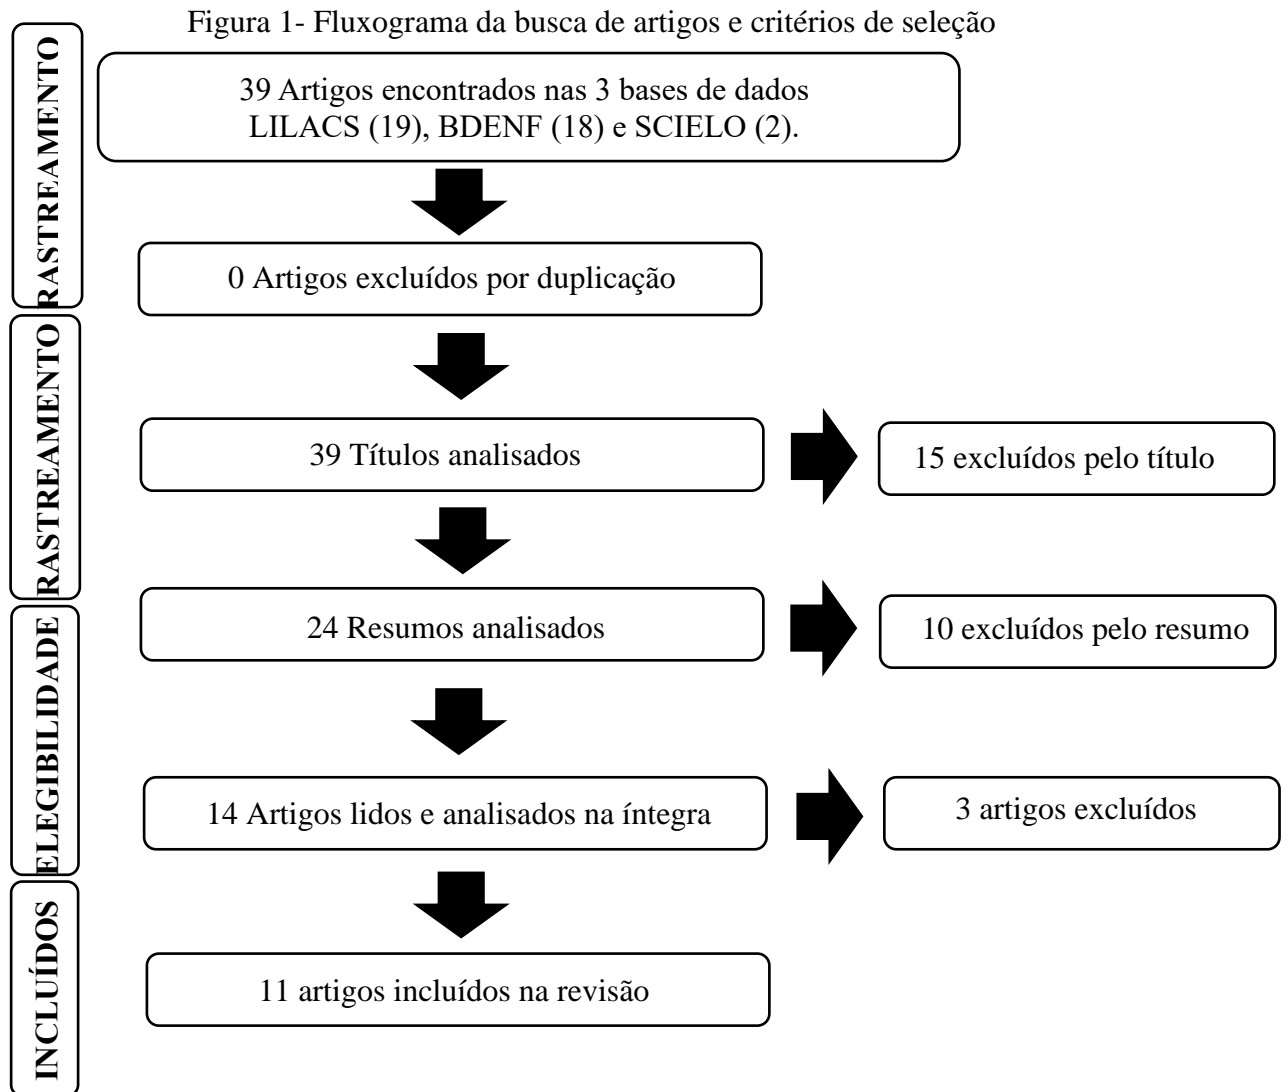 Figura 1- Fluxograma da busca de artigos e critérios de seleção
RASTREAMENTO
39 Artigos encontrados nas 3 bases de dados
LILACS (19), BDENF (18) e SCIELO (2).
0 Artigos excluídos por duplicação
RASTREAMENTO
39 Títulos analisados
15 excluídos pelo título
24 Resumos analisados
10 excluídos pelo resumo
ELEGIBILIDADE
14 Artigos lidos e analisados na íntegra
3 artigos excluídos
INCLUÍDOS
11 artigos incluídos na revisão